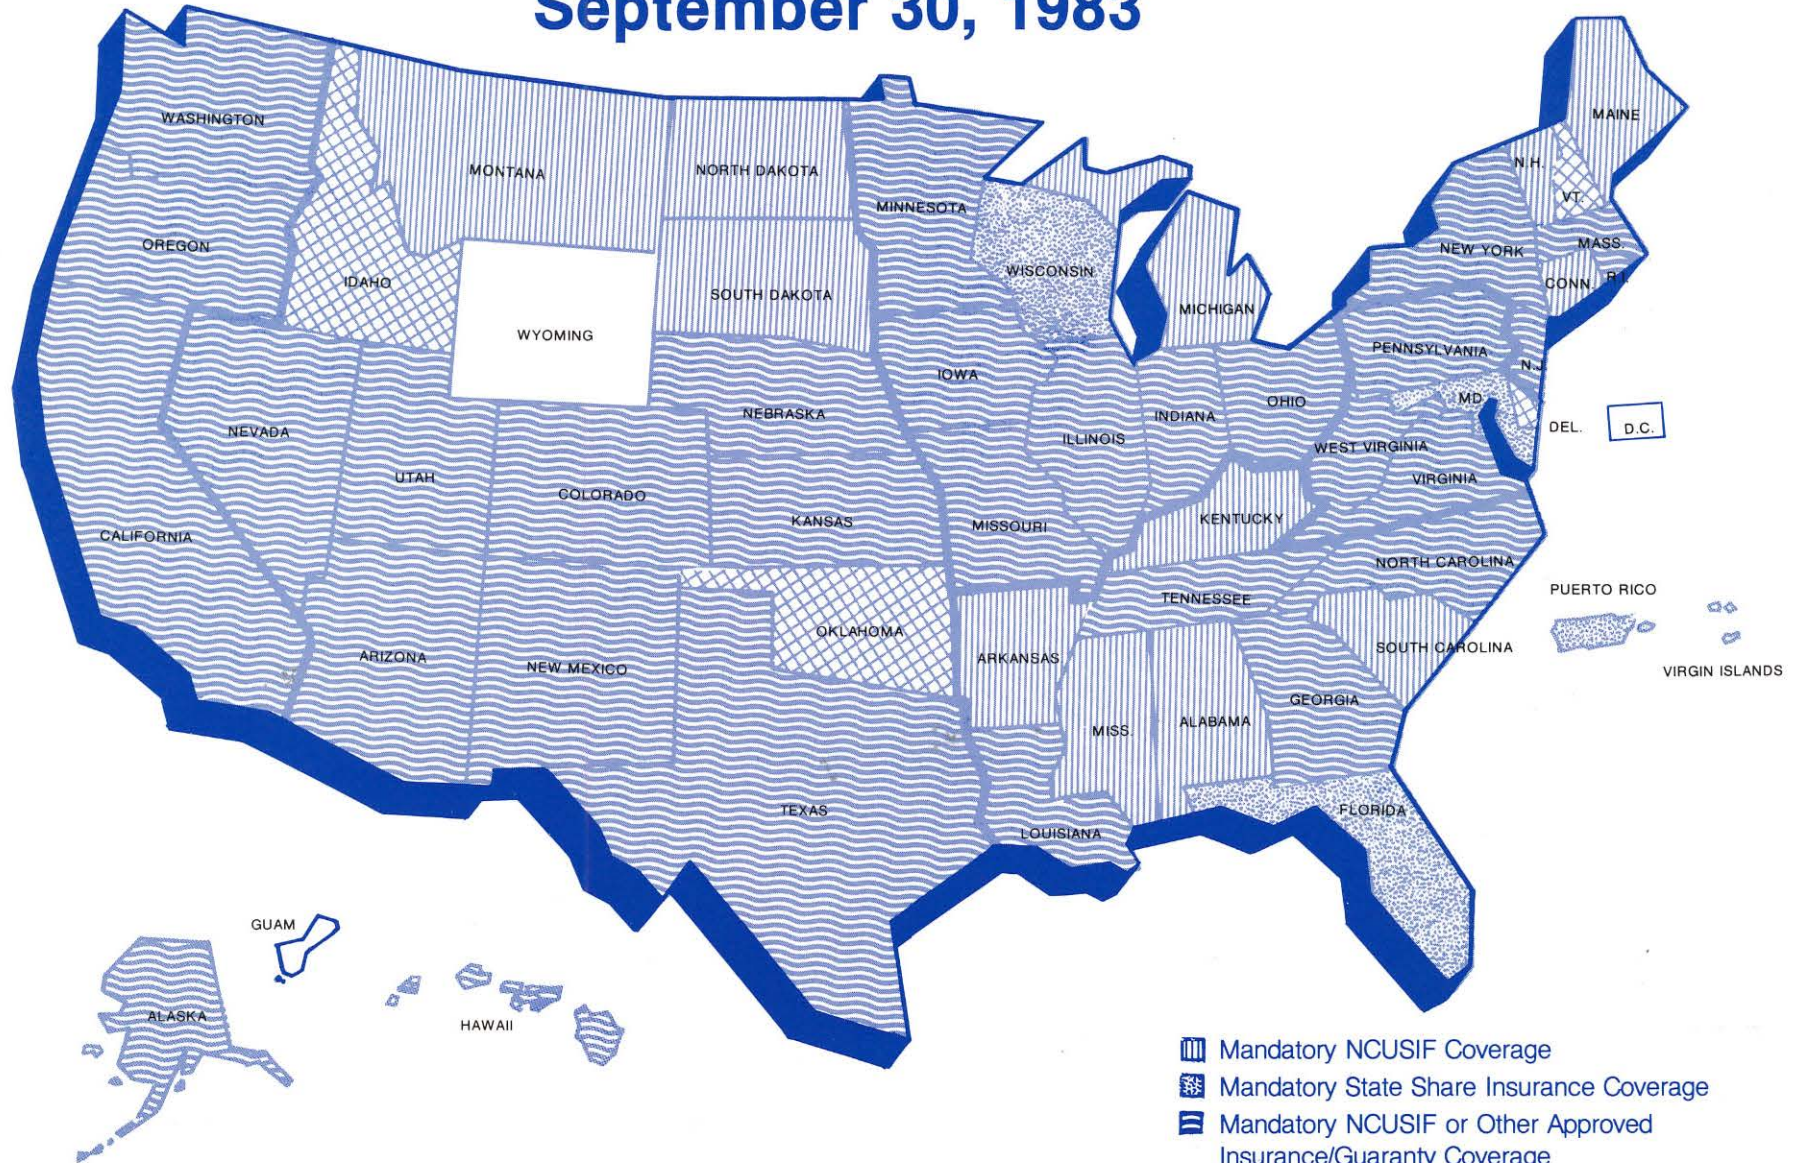 September 30, 1983
WASHINGTON
MONTANA
NORTH DAKOTA
MINNESOTA
MAINE
N.H.
VT.
OREGON
IDAHO
SOUTH DAKOTA
WISCONSIN
MICHIGAN
NEW YORK
MASS.
CONN.
R.I.
WYOMING
IOWA
PENNSYLVANIA
N.J.
NEBRASKA
ILLINOIS
INDIANA
OHIO
MD.
DEL.
D.C.
NEVADA
UTAH
COLORADO
KANSAS
MISSOURI
KENTUCKY
WEST VIRGINIA
VIRGINIA
CALIFORNIA
ARIZONA
NEW MEXICO
OKLAHOMA
ARKANSAS
TENNESSEE
NORTH CAROLINA
SOUTH CAROLINA
PUERTO RICO
VIRGIN ISLANDS
TEXAS
LOUISIANA
MISS.
ALABAMA
GEORGIA
FLORIDA
GUAM
ALASKA
HAWAII
Mandatory NCUSIF Coverage
Mandatory State Share Insurance Coverage
Mandatory NCUSIF or Other Approved
Insurance/Guaranty Coverage